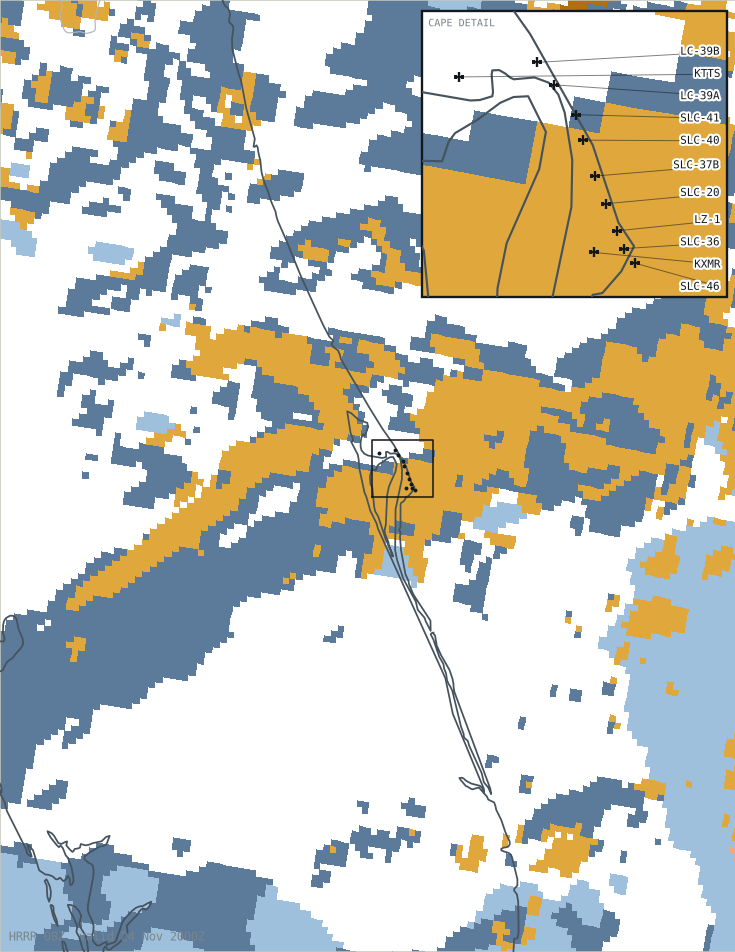 CAPE DETAIL
LC-39B
KTTS
LC-39A
SLC-41
SLC-40
SLC-37B
SLC-20
LZ-1
SLC-36
KXMR
SLC-46
HRRR
Nov 2000Z